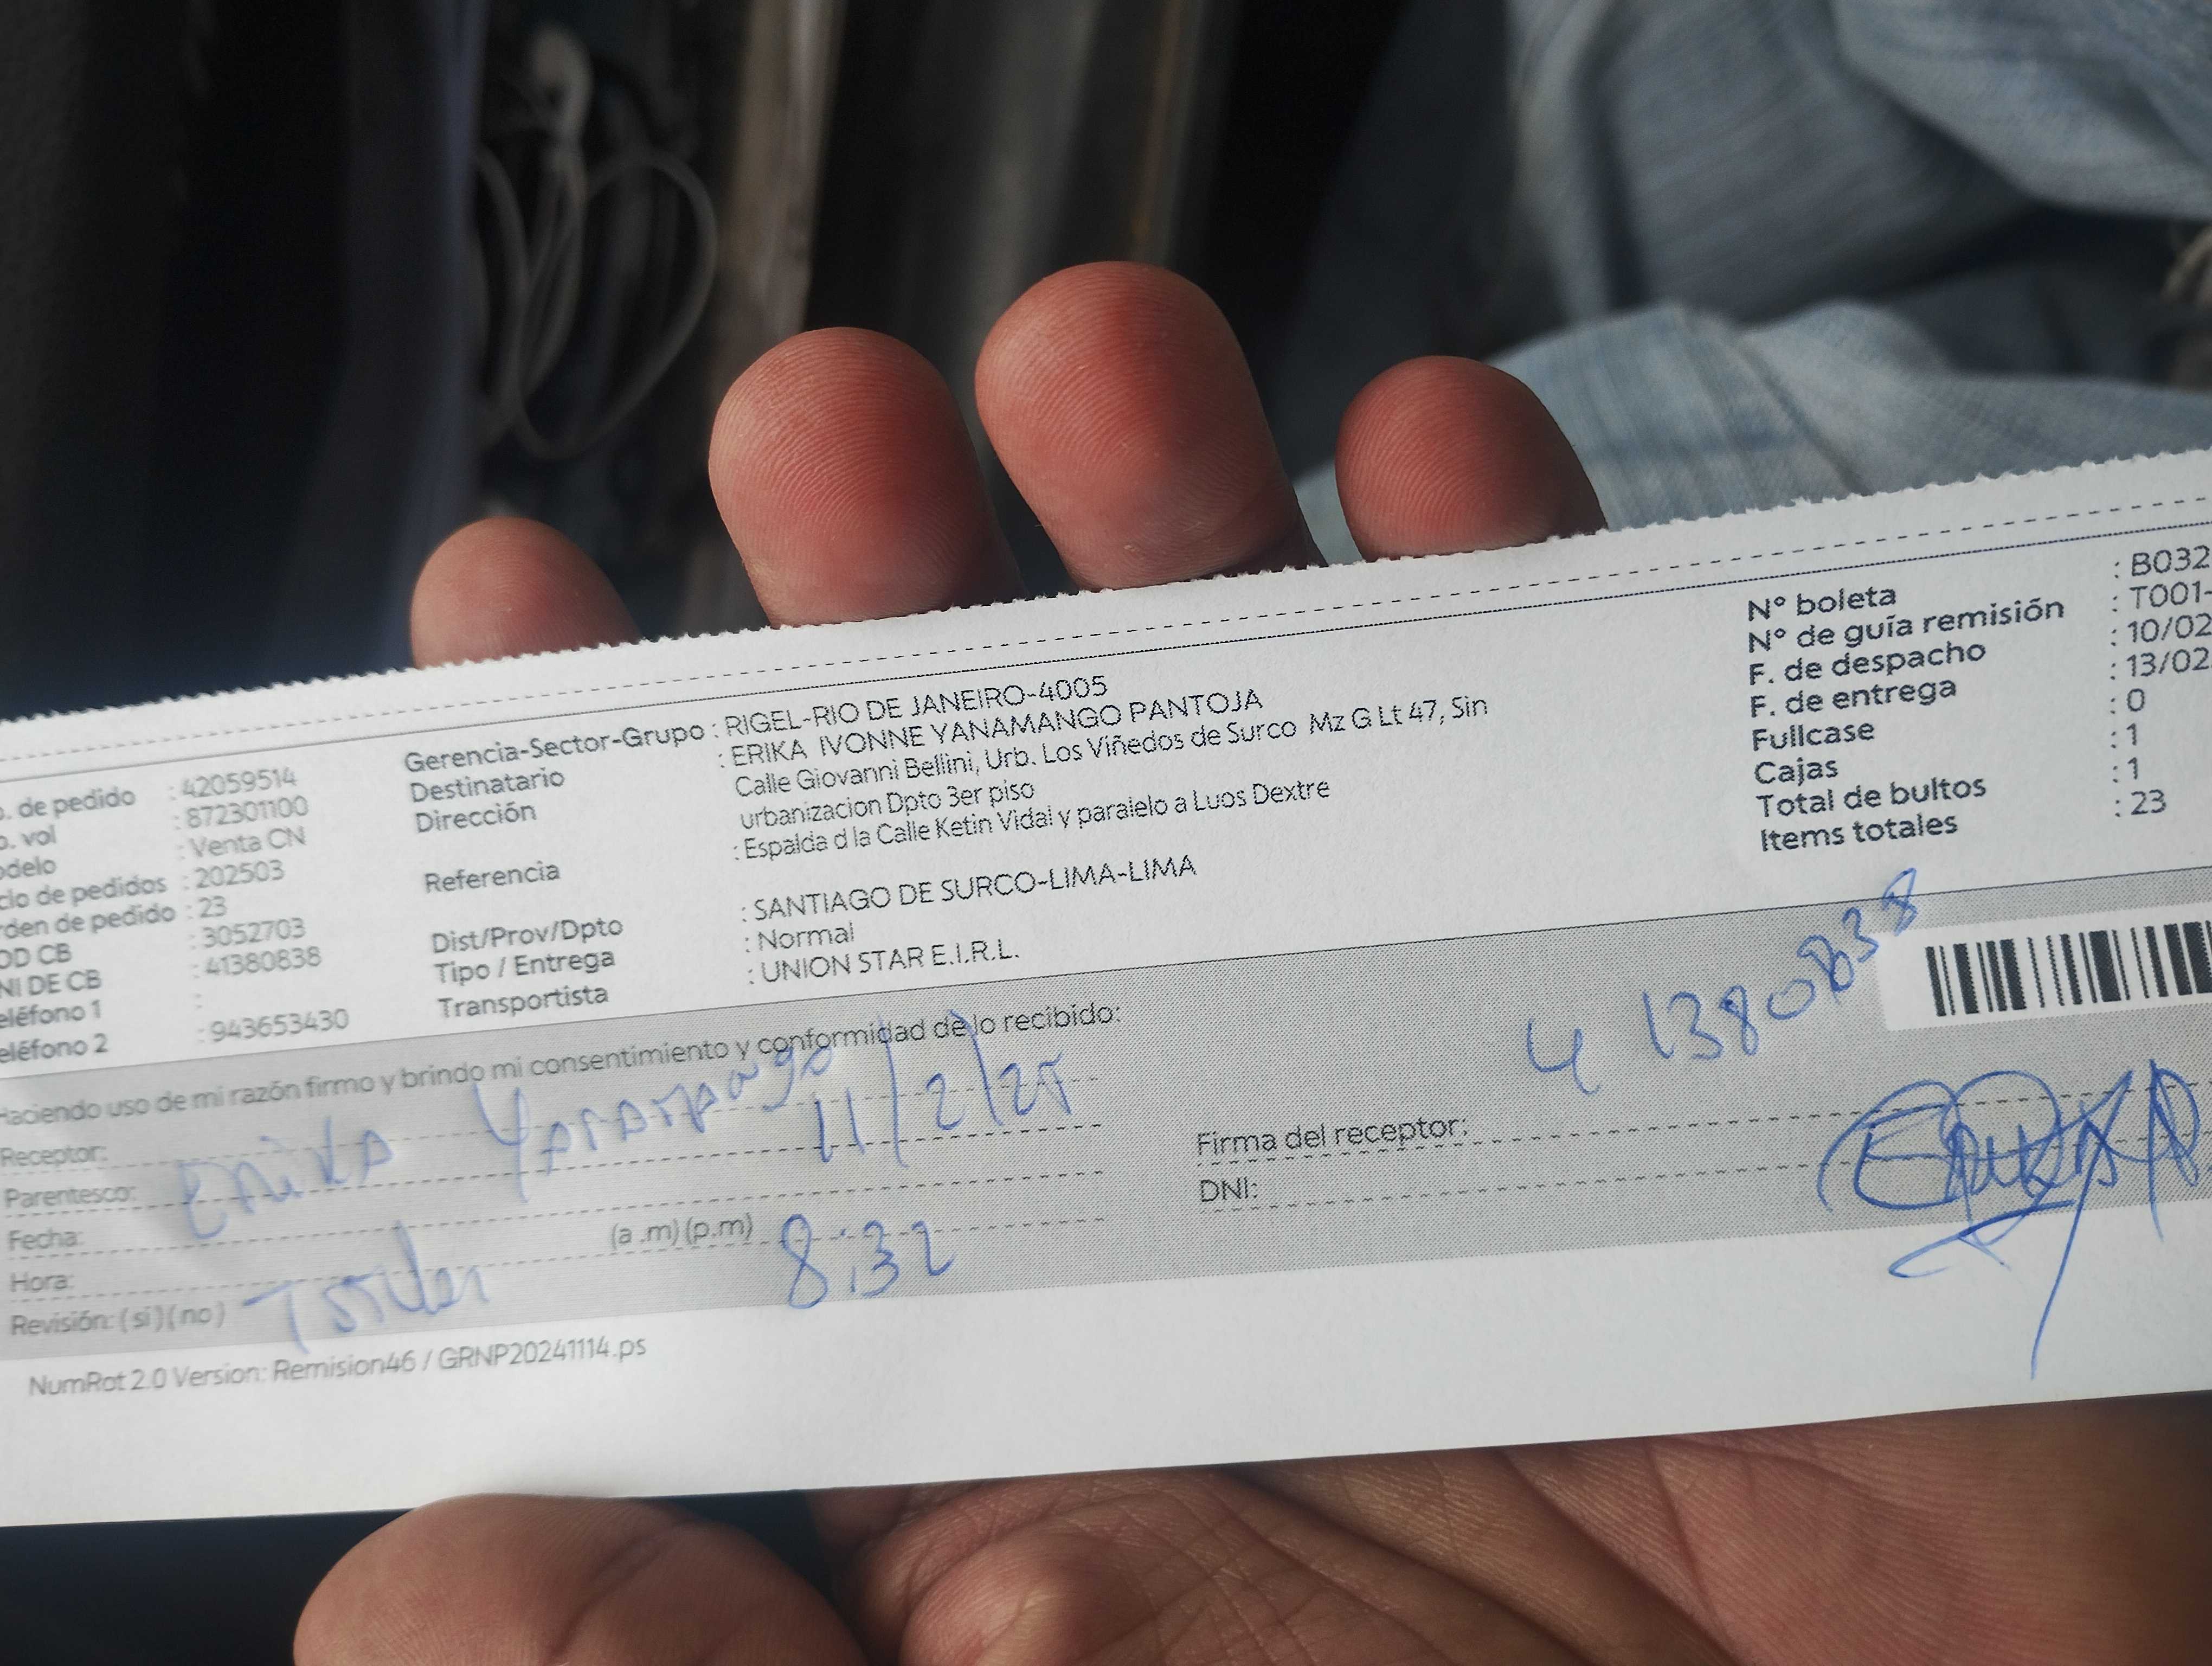 . de pedido : 42059514
. vol : 872301100
delo : Venta CN
clo de pedidos : 202503
rden de pedido : 23
OD CB : 3052703
NI DE CB : 41380838
eléfono 1 :
eléfono 2 : 943653430
Gerencia-Sector-Grupo : RIGEL-RIO DE JANEIRO-4005
Destinatario : ERIKA IVONNE YANAMANGO PANTOJA
Dirección Calle Giovanni Bellini, Urb. Los Viñedos de Surco Mz G Lt 47, Sin
urbanizacion Dpto 3er piso
Referencia : Espalda d la Calle Ketin Vidal y paralelo a Luos Dextre
Dist/Prov/Dpto : SANTIAGO DE SURCO-LIMA-LIMA
Tipo / Entrega : Normal
Transportista : UNION STAR E.I.R.L.
N° boleta : B032
N° de guía remisión : T001-
F. de despacho : 10/02
F. de entrega : 13/02
Fullcase : 0
Cajas : 1
Total de bultos : 1
Items totales : 23
Haciendo uso de mi razón firmo y brindo mi consentimiento y conformidad de lo recibido:
Receptor: Erika
Parentesco:
Fecha: 11/2/25
Hora: (a .m) (p.m) 8:32
Revisión: ( si ) ( no )
41380838
Firma del receptor:
DNI:
NumRot 2.0 Version: Remision46 / GRNP20241114.ps